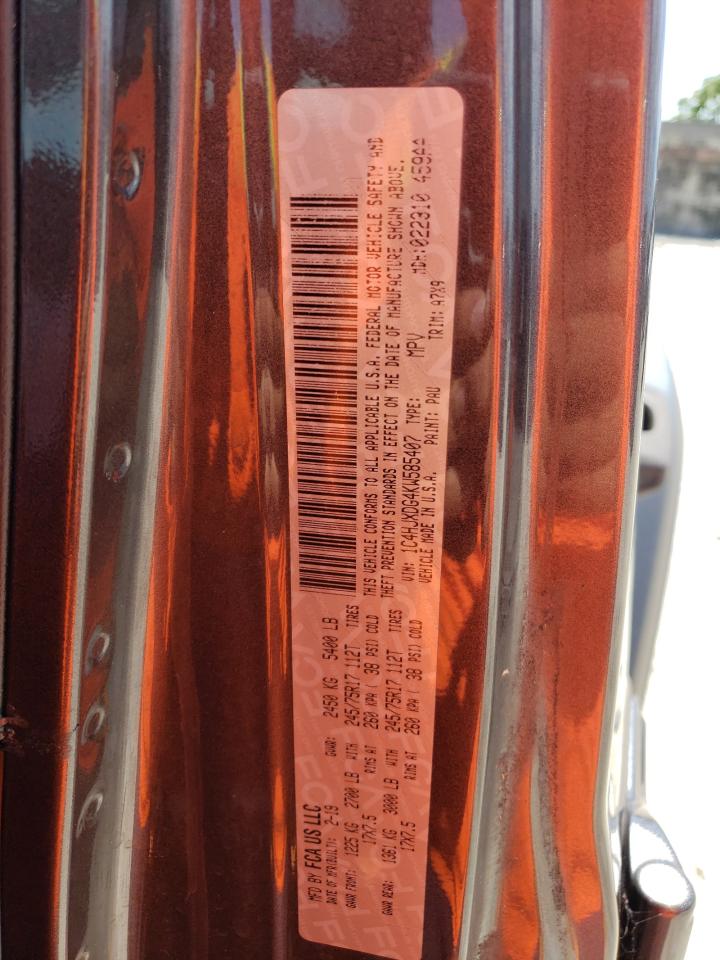 MFD BY FCA US LLC
DATE OF MFR(BUILT): 2-19 GVWR: 2450 KG 5400 LB
GAWR FRONT: 1225 KG 2700 LB WITH 245/75R17 112T TIRES
17X7.5 RIMS AT 260 KPA ( 38 PSI) COLD
GAWR REAR: 1361 KG 3000 LB WITH 245/75R17 112T TIRES
17X7.5 RIMS AT 260 KPA ( 38 PSI) COLD
THIS VEHICLE CONFORMS TO ALL APPLICABLE U.S.A. FEDERAL MOTOR VEHICLE SAFETY AND
THEFT PREVENTION STANDARDS IN EFFECT ON THE DATE OF MANUFACTURE SHOWN ABOVE.
VIN: 1C4HJXDG4KW585407 TYPE: MPV MDH:022310 459AA
VEHICLE MADE IN U.S.A. PAINT: PAU TRIM: A7X9